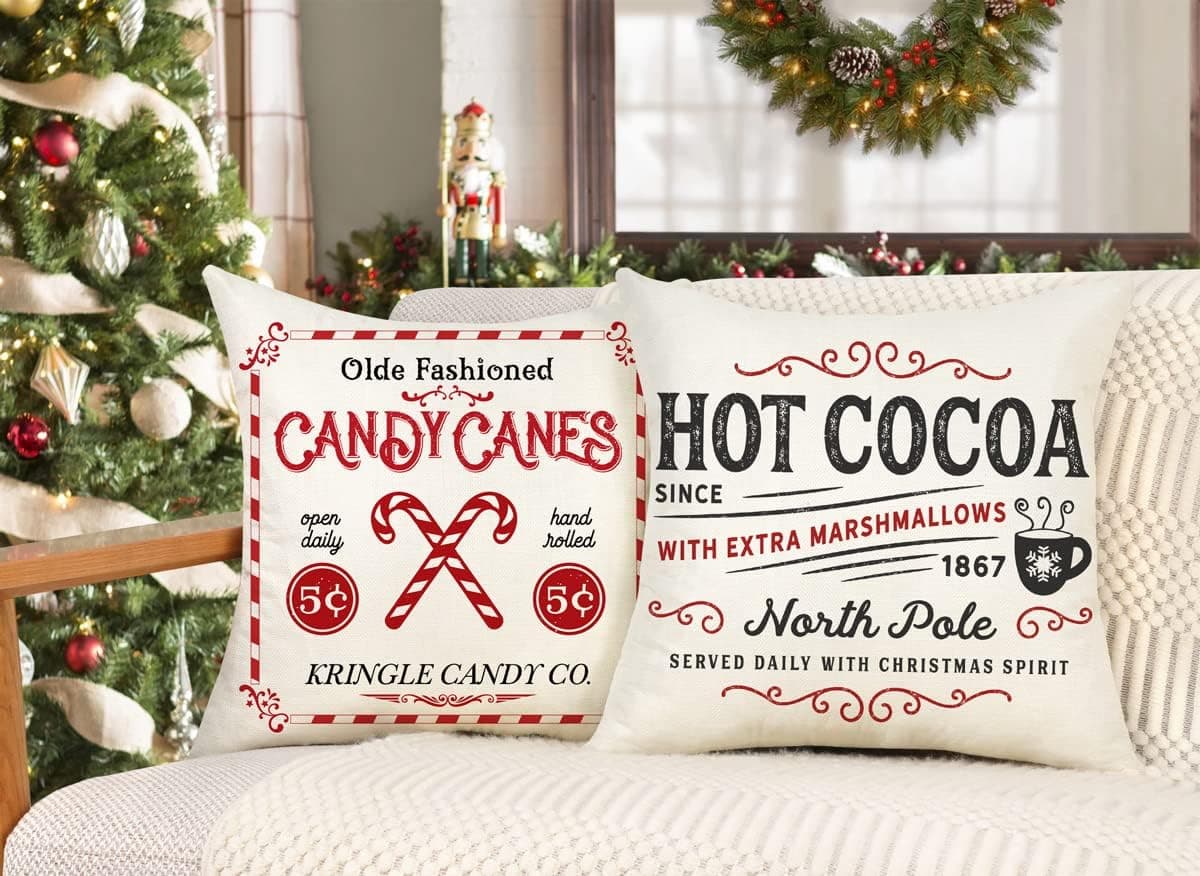 Olde Fashioned
CANDY CANES
open
daily
hand
rolled
5¢
5¢
KRINGLE CANDY CO.
HOT COCOA
SINCE
WITH EXTRA MARSHMALLOWS
1867
North Pole
SERVED DAILY WITH CHRISTMAS SPIRIT